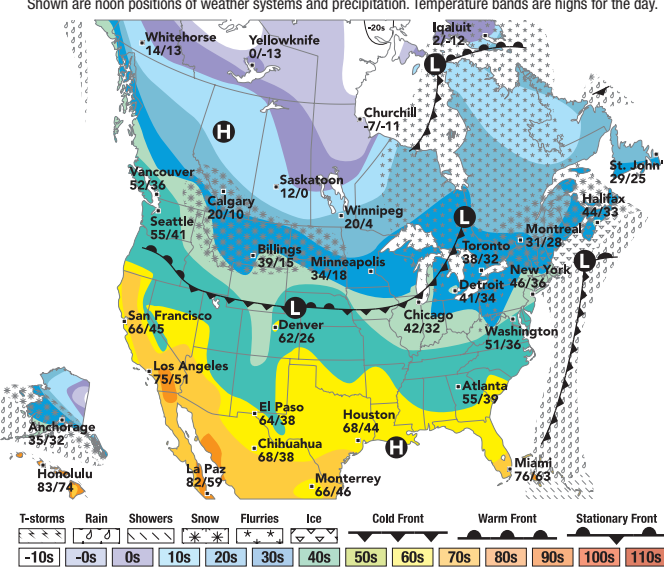 Shown are noon positions of weather systems and precipitation. Temperature bands are highs for the day.
-20s
Iqaluit
2/-12
Whitehorse
14/13
Yellowknife
0/-13
L
Churchill
-7/-11
H
St. John's
29/25
Vancouver
52/36
Saskatoon
12/0
Calgary
20/10
Halifax
44/33
Winnipeg
20/4
L
Seattle
55/41
Montreal
31/28
Toronto
38/32
Billings
39/15
Minneapolis
34/18
L
New York
46/36
Detroit
41/34
L
San Francisco
66/45
Denver
62/26
Chicago
42/32
Washington
51/36
Los Angeles
75/51
Atlanta
55/39
El Paso
64/38
Houston
68/44
Anchorage
35/32
Chihuahua
68/38
H
Honolulu
83/74
La Paz
82/59
Monterrey
66/46
Miami
76/63
T-storms Rain Showers Snow Flurries Ice Cold Front Warm Front Stationary Front
-10s -0s 0s 10s 20s 30s 40s 50s 60s 70s 80s 90s 100s 110s